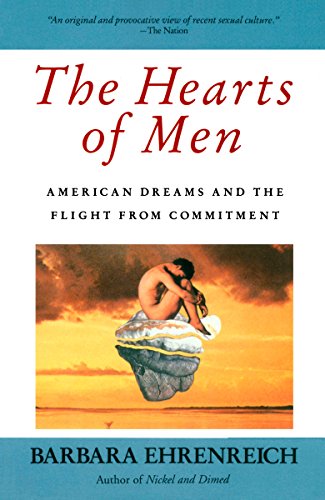 "An original and provocative view of recent sexual culture."
—The Nation
The Hearts
of Men
AMERICAN DREAMS AND THE
FLIGHT FROM COMMITMENT
BARBARA EHRENREICH
Author of Nickel and Dimed